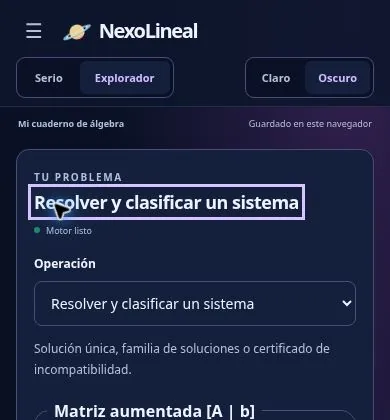 NexoLineal
Serio Explorador Claro Oscuro
Mi cuaderno de álgebra Guardado en este navegador
TU PROBLEMA
Resolver y clasificar un sistema
Motor listo
Operación
Resolver y clasificar un sistema
Solución única, familia de soluciones o certificado de
incompatibilidad.
Matriz aumentada [A | b]